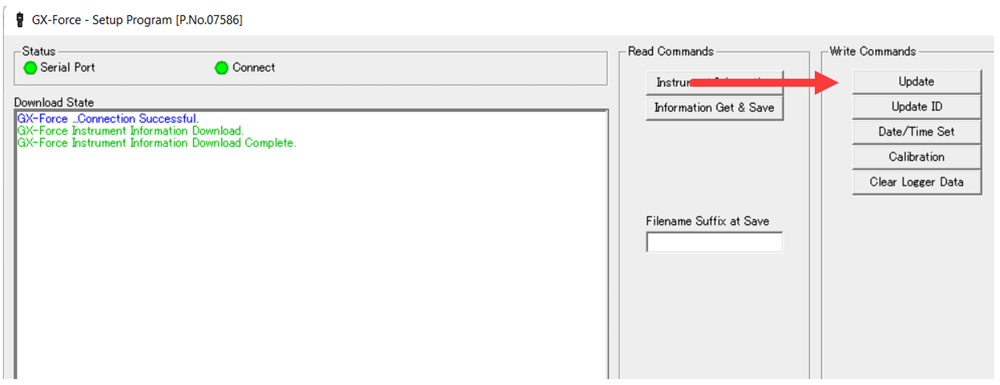 GX-Force - Setup Program [P.No.07586]
Status
Serial Port
Connect
Download State
GX-Force ...Connection Successful.
GX-Force Instrument Information Download.
GX-Force Instrument Information Download Complete.
Read Commands
Information Get & Save
Filename Suffix at Save
Write Commands
Update
Update ID
Date/Time Set
Calibration
Clear Logger Data